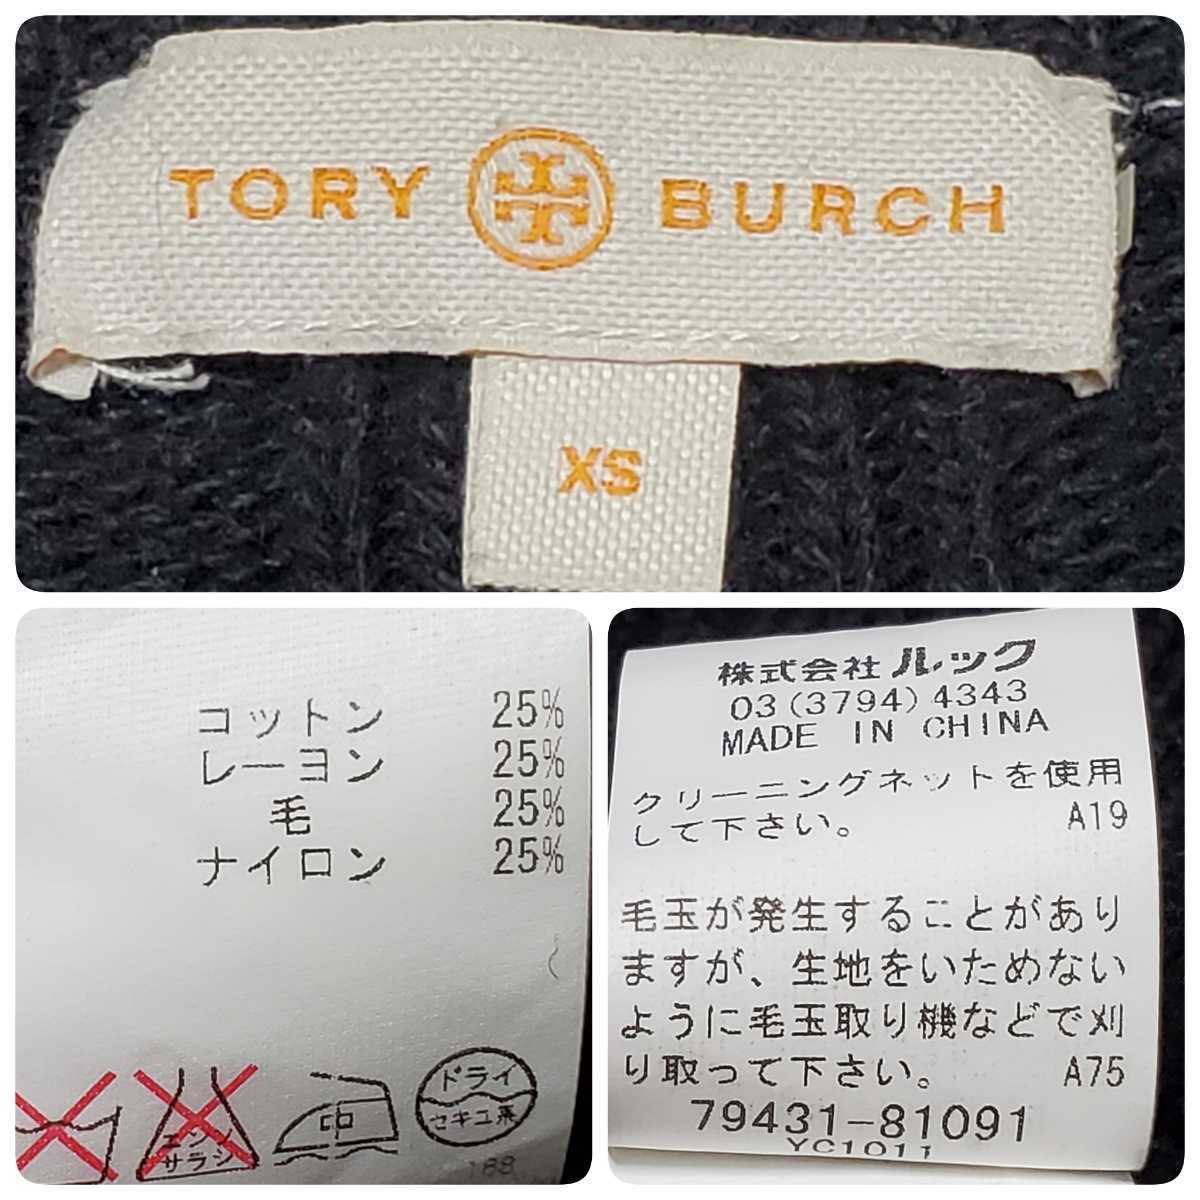 TORY BURCH
XS
コットン 25%
レーヨン 25%
毛 25%
ナイロン 25%
エンソ
サラシ
中
ドライ
セキユ系
188
株式会社ルック
03(3794)4343
MADE IN CHINA
クリーニングネットを使用
して下さい。 A19
毛玉が発生することがあり
ますが、生地をいためない
ように毛玉取り機などで刈
り取って下さい。 A75
79431-81091
YC1011